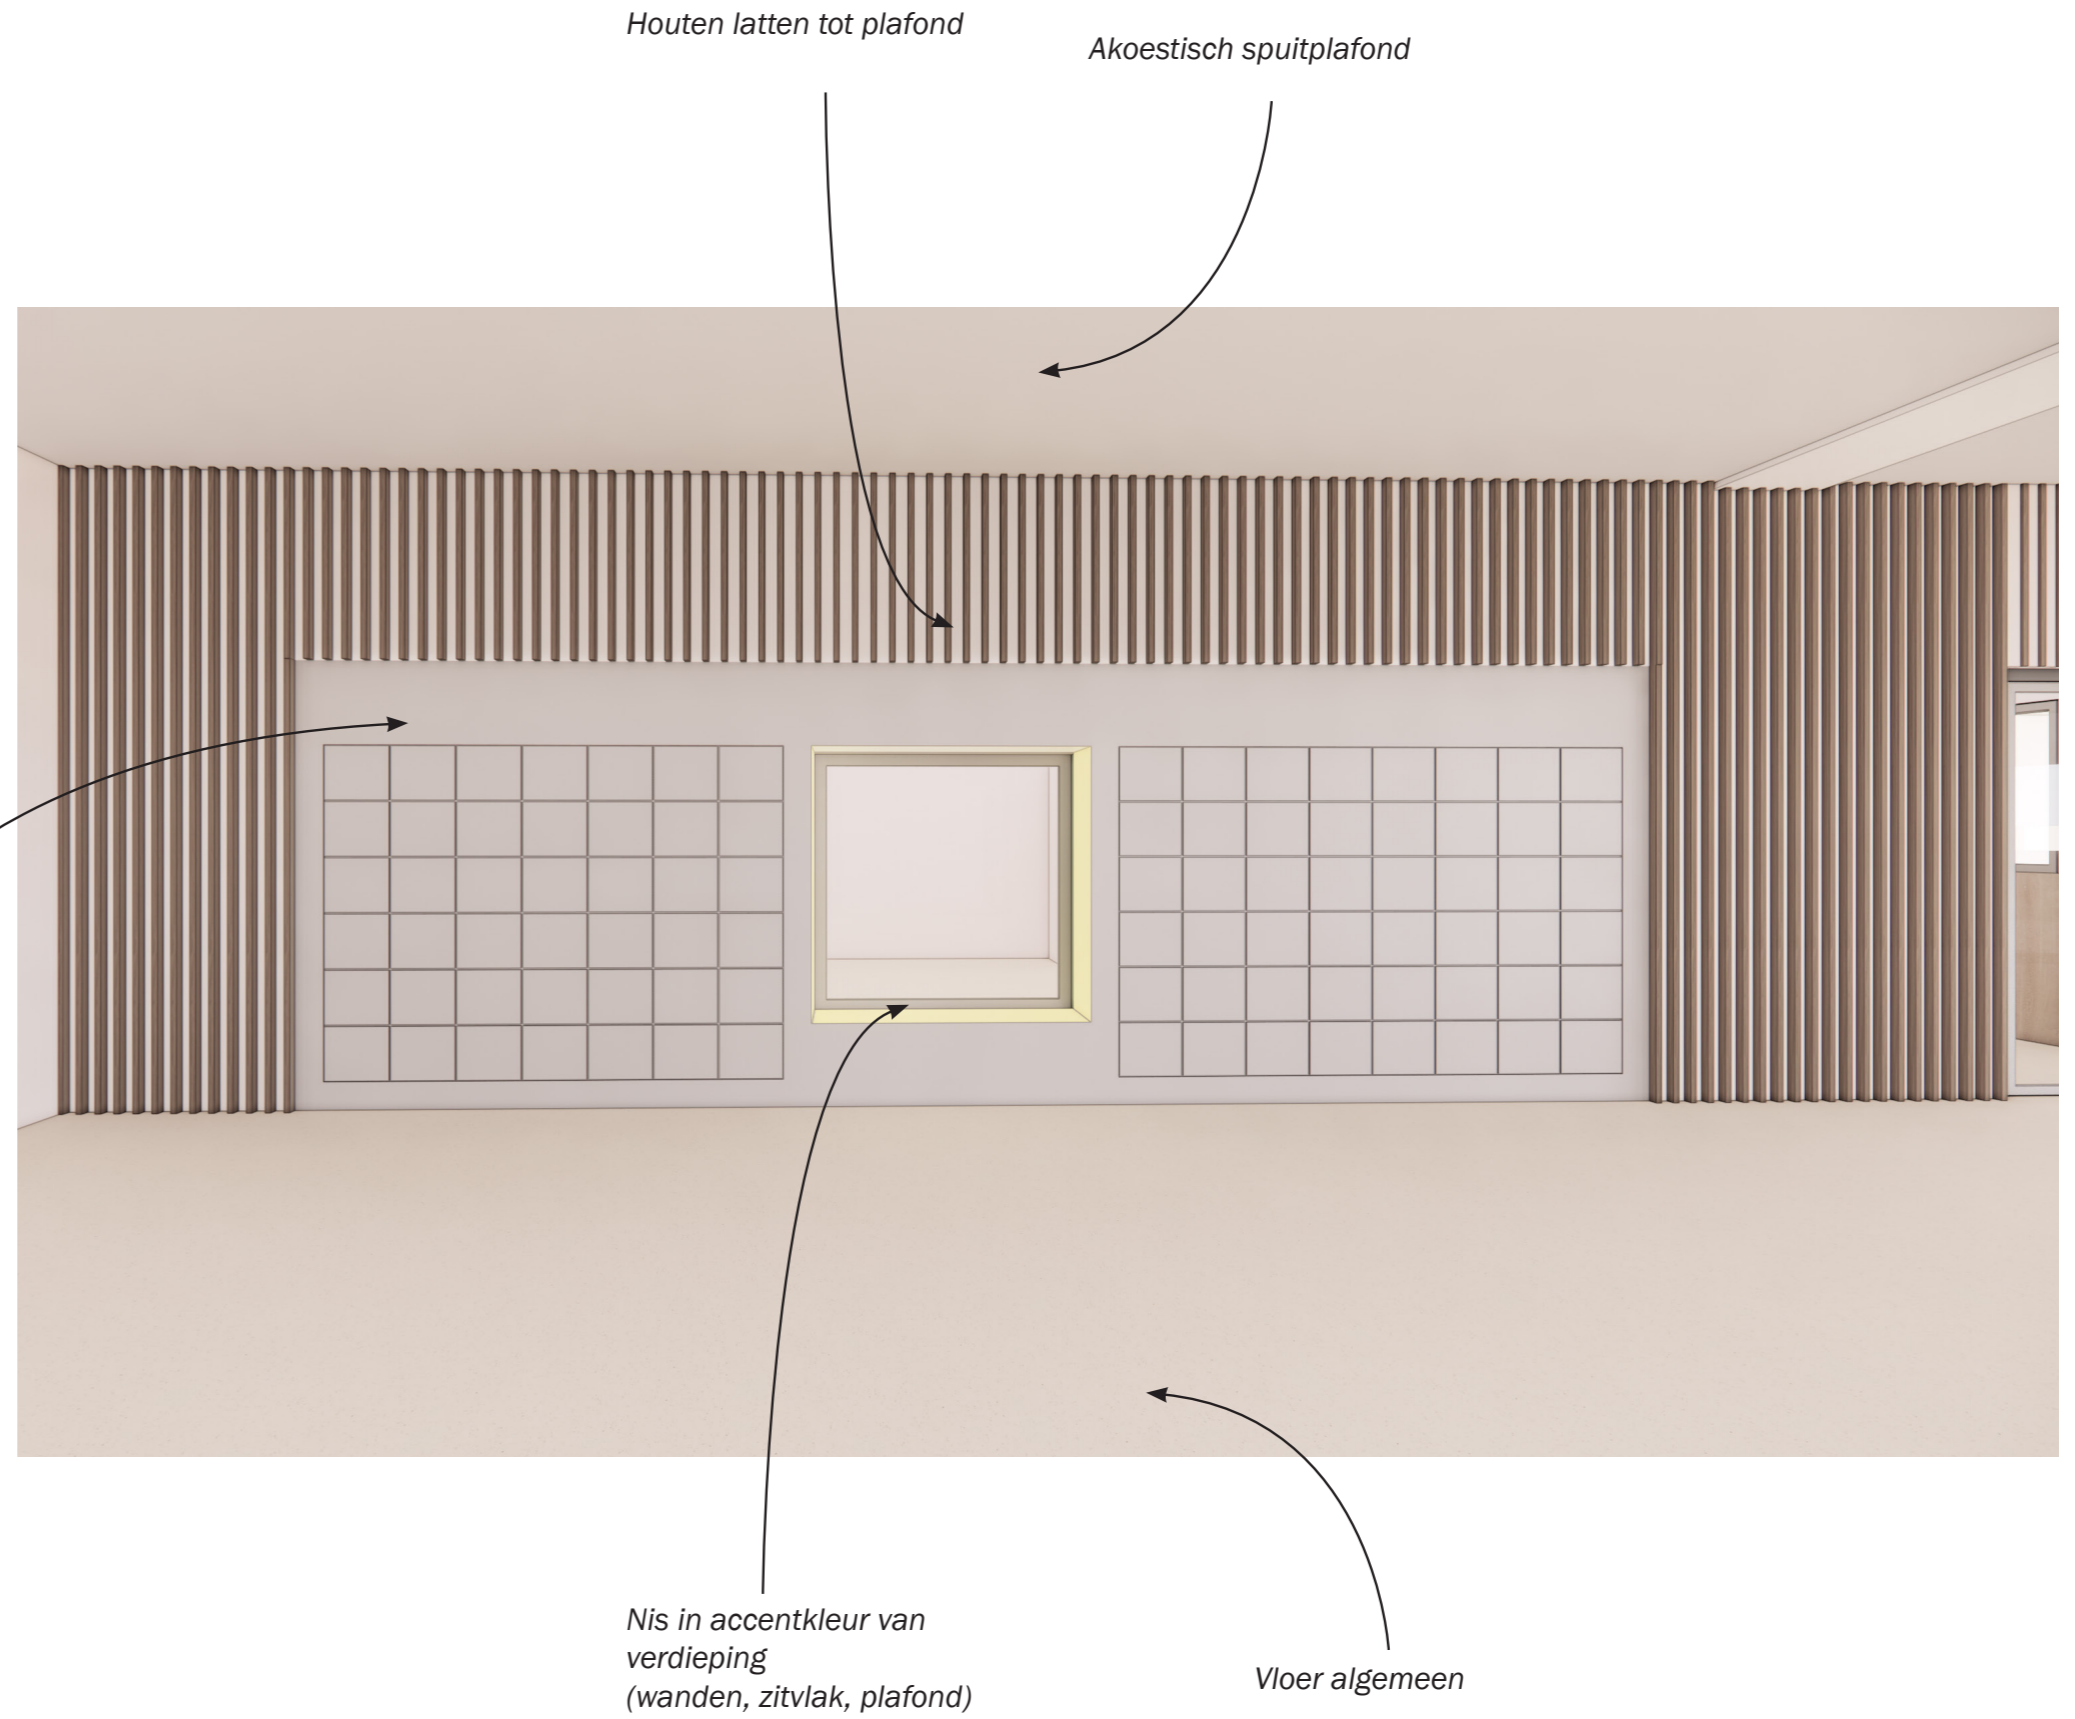 Houten latten tot plafond
Akoestisch spuitplafond
Nis in accentkleur van
verdieping
(wanden, zitvlak, plafond)
Vloer algemeen